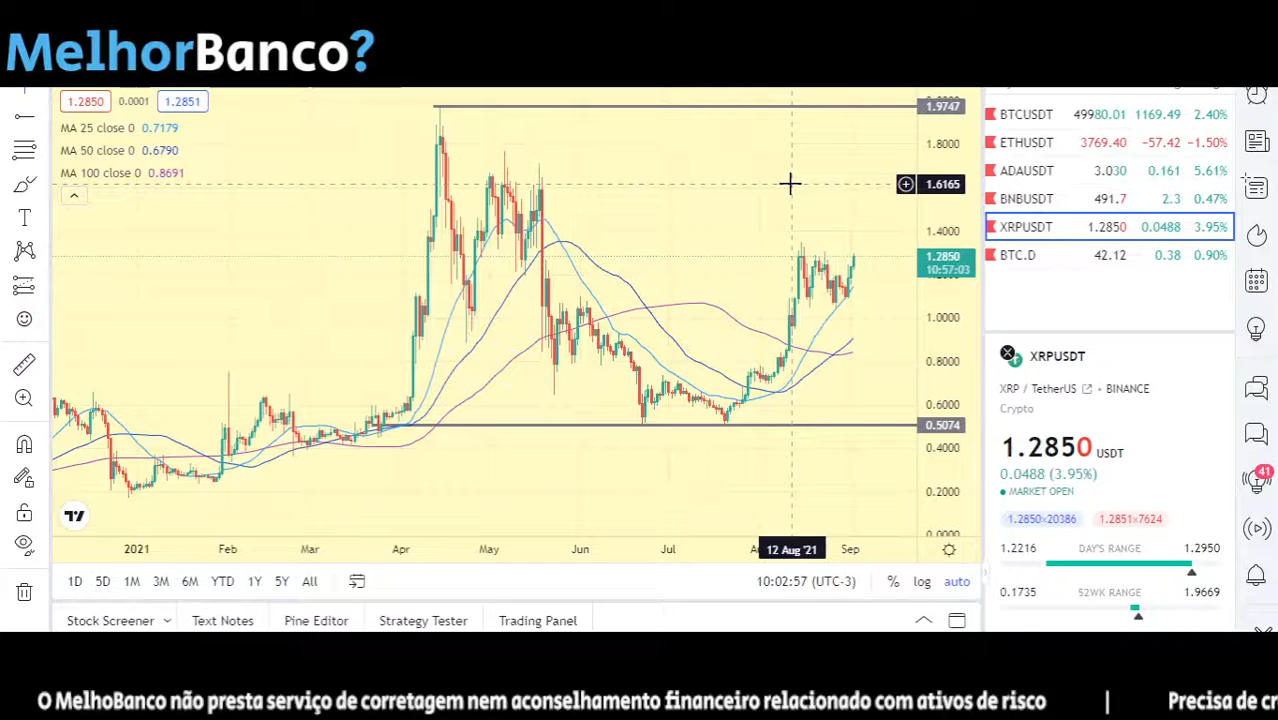 MelhorBanco?
1.2850 0.0001 1.2851
MA 25 close 0 0.7179
MA 50 close 0 0.6790
MA 100 close 0 0.8691
1.9747
1.8000
1.6165
1.4000
1.2850
10:57:03
1.0000
0.8000
0.6000
0.5074
0.4000
0.2000
2021 Feb Mar Apr May Jun Jul 12 Aug '21 Sep
1D 5D 1M 3M 6M YTD 1Y 5Y All
10:02:57 (UTC-3) % log auto
Stock Screener Text Notes Pine Editor Strategy Tester Trading Panel
BTCUSDT 49980.01 1169.49 2.40%
ETHUSDT 3769.40 −57.42 −1.50%
ADAUSDT 3.030 0.161 5.61%
BNBUSDT 491.7 2.3 0.47%
XRPUSDT 1.2850 0.0488 3.95%
BTC.D 42.12 0.38 0.90%
XRPUSDT
XRP / TetherUS • BINANCE
Crypto
1.2850 USDT
0.0488 (3.95%)
MARKET OPEN
1.2850×20386 1.2851×7624
1.2216 DAY'S RANGE 1.2950
0.1735 52WK RANGE 1.9669
41
O MelhoBanco não presta serviço de corretagem nem aconselhamento financeiro relacionado com ativos de risco | Precisa de